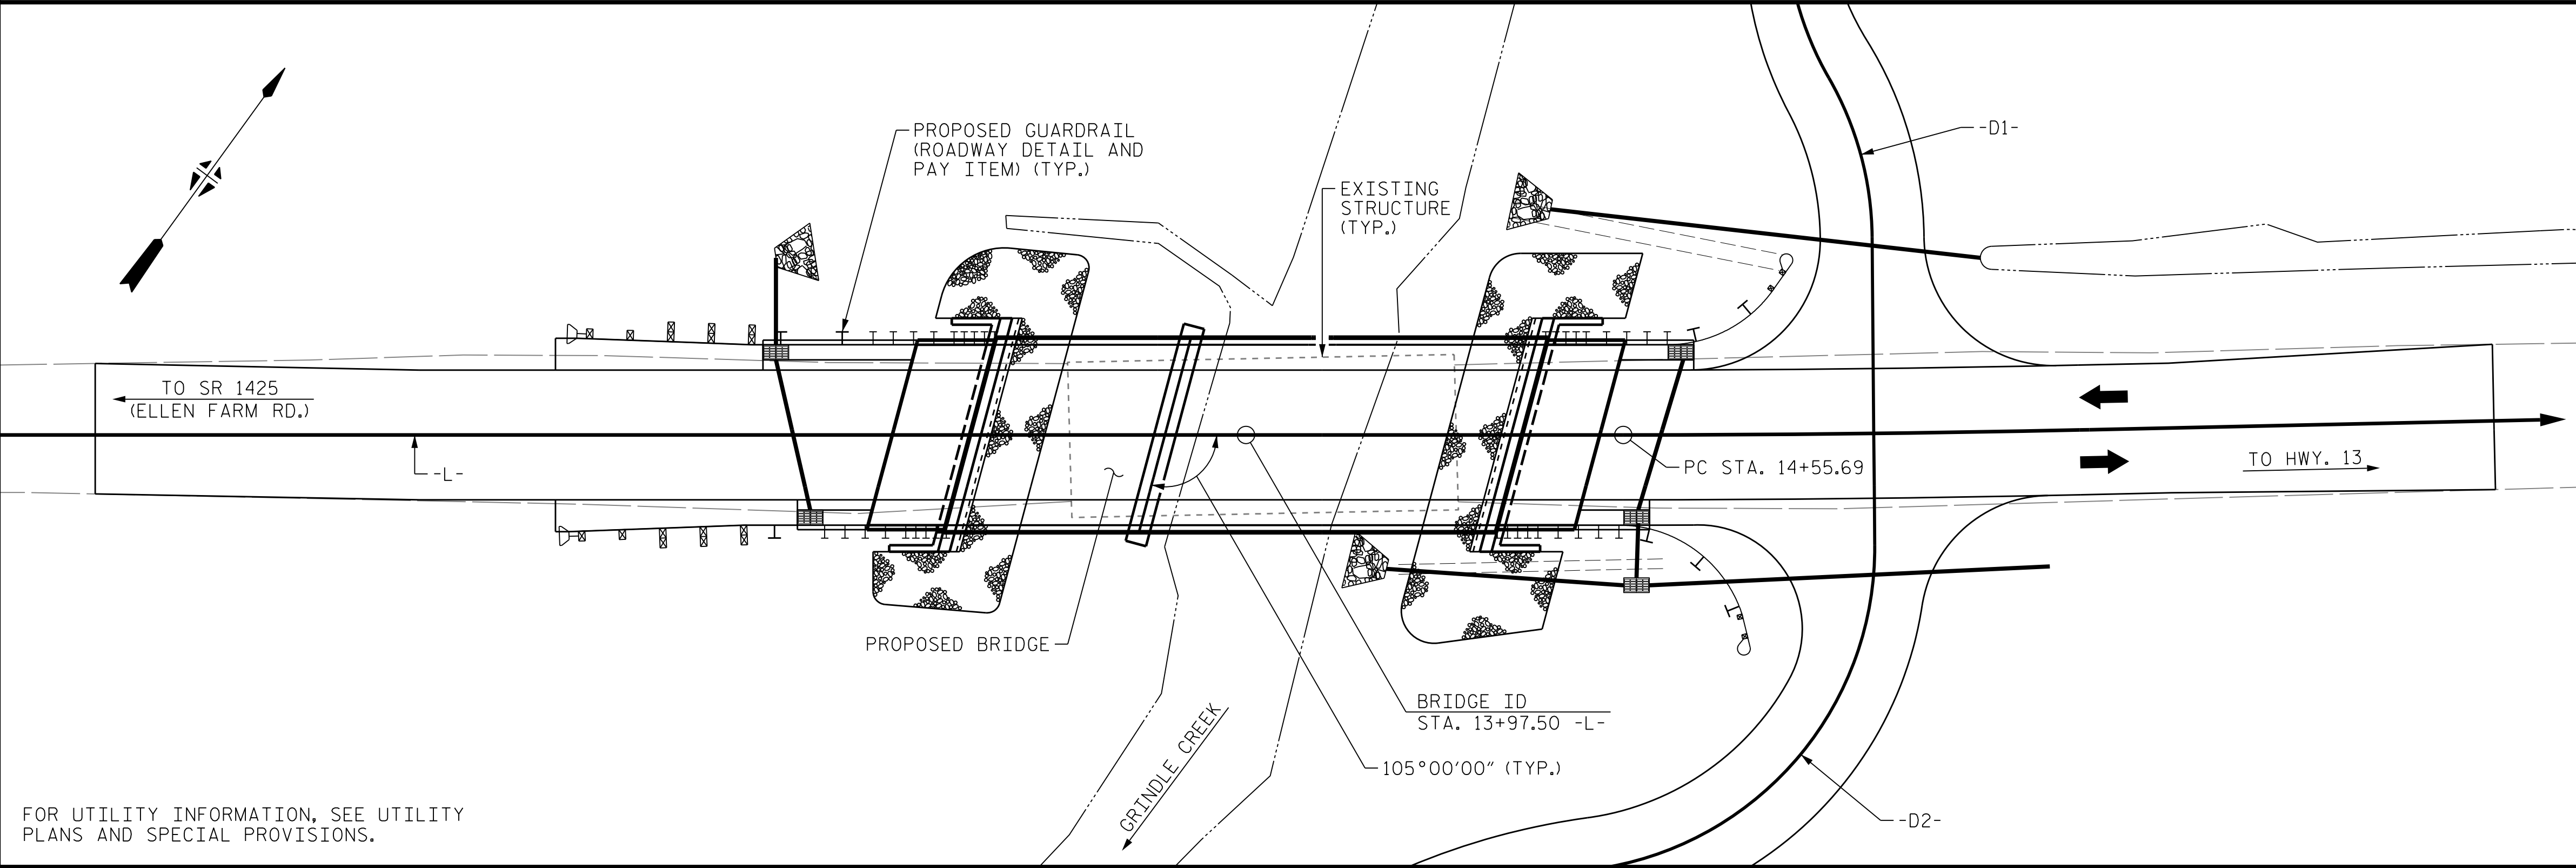 -D1-
PROPOSED GUARDRAIL
(ROADWAY DETAIL AND
PAY ITEM) (TYP.)
EXISTING
STRUCTURE
(TYP.)
TO SR 1425
(ELLEN FARM RD.)
-L-
PC STA. 14+55.69
TO HWY. 13
PROPOSED BRIDGE
BRIDGE ID
STA. 13+97.50 -L-
105°00'00" (TYP.)
GRINDLE CREEK
-D2-
FOR UTILITY INFORMATION, SEE UTILITY
PLANS AND SPECIAL PROVISIONS.